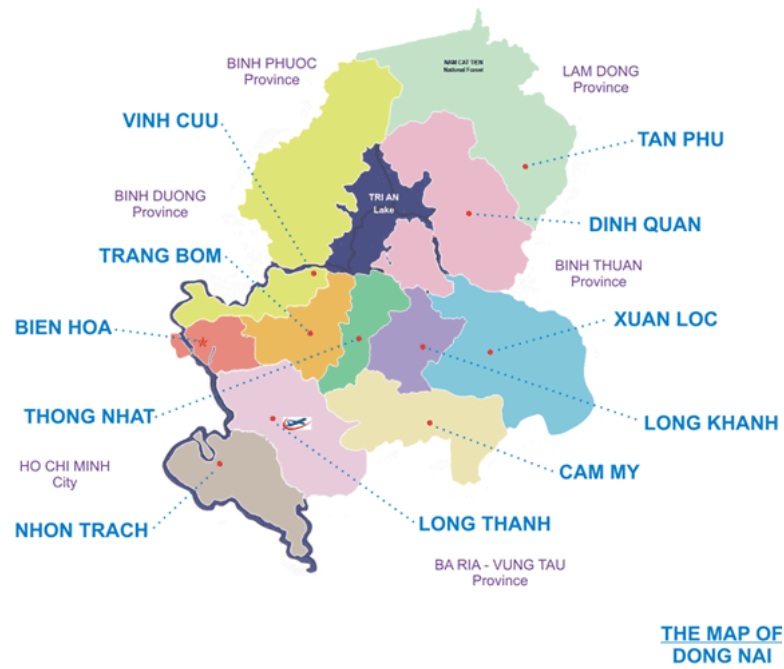 NAM CAT TIEN
National Forest
BINH PHUOC
Province
LAM DONG
Province
VINH CUU
TAN PHU
BINH DUONG
Province
TRI AN
Lake
DINH QUAN
TRANG BOM
BINH THUAN
Province
BIEN HOA
XUAN LOC
THONG NHAT
LONG KHANH
HO CHI MINH
City
CAM MY
NHON TRACH
LONG THANH
BA RIA - VUNG TAU
Province
THE MAP OF
DONG NAI